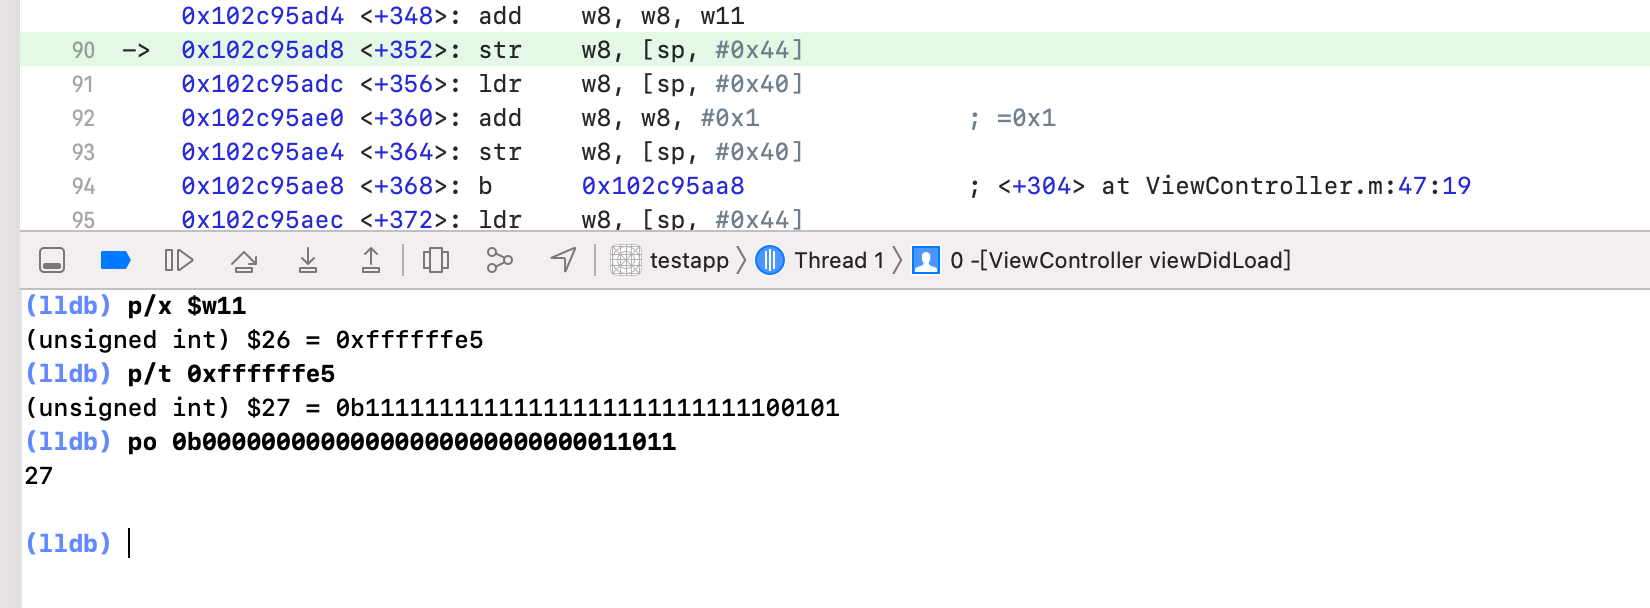 0x102c95ad4 <+348>: add    w8, w8, w11
90 -> 0x102c95ad8 <+352>: str    w8, [sp, #0x44]
91 0x102c95adc <+356>: ldr    w8, [sp, #0x40]
92 0x102c95ae0 <+360>: add    w8, w8, #0x1              ; =0x1
93 0x102c95ae4 <+364>: str    w8, [sp, #0x40]
94 0x102c95ae8 <+368>: b      0x102c95aa8               ; <+304> at ViewController.m:47:19
95 0x102c95aec <+372>: ldr    w8, [sp, #0x44]
testapp 〉 Thread 1 〉 0 -[ViewController viewDidLoad]
(lldb) p/x $w11
(unsigned int) $26 = 0xffffffe5
(lldb) p/t 0xffffffe5
(unsigned int) $27 = 0b11111111111111111111111111100101
(lldb) po 0b00000000000000000000000000011011
27
(lldb)